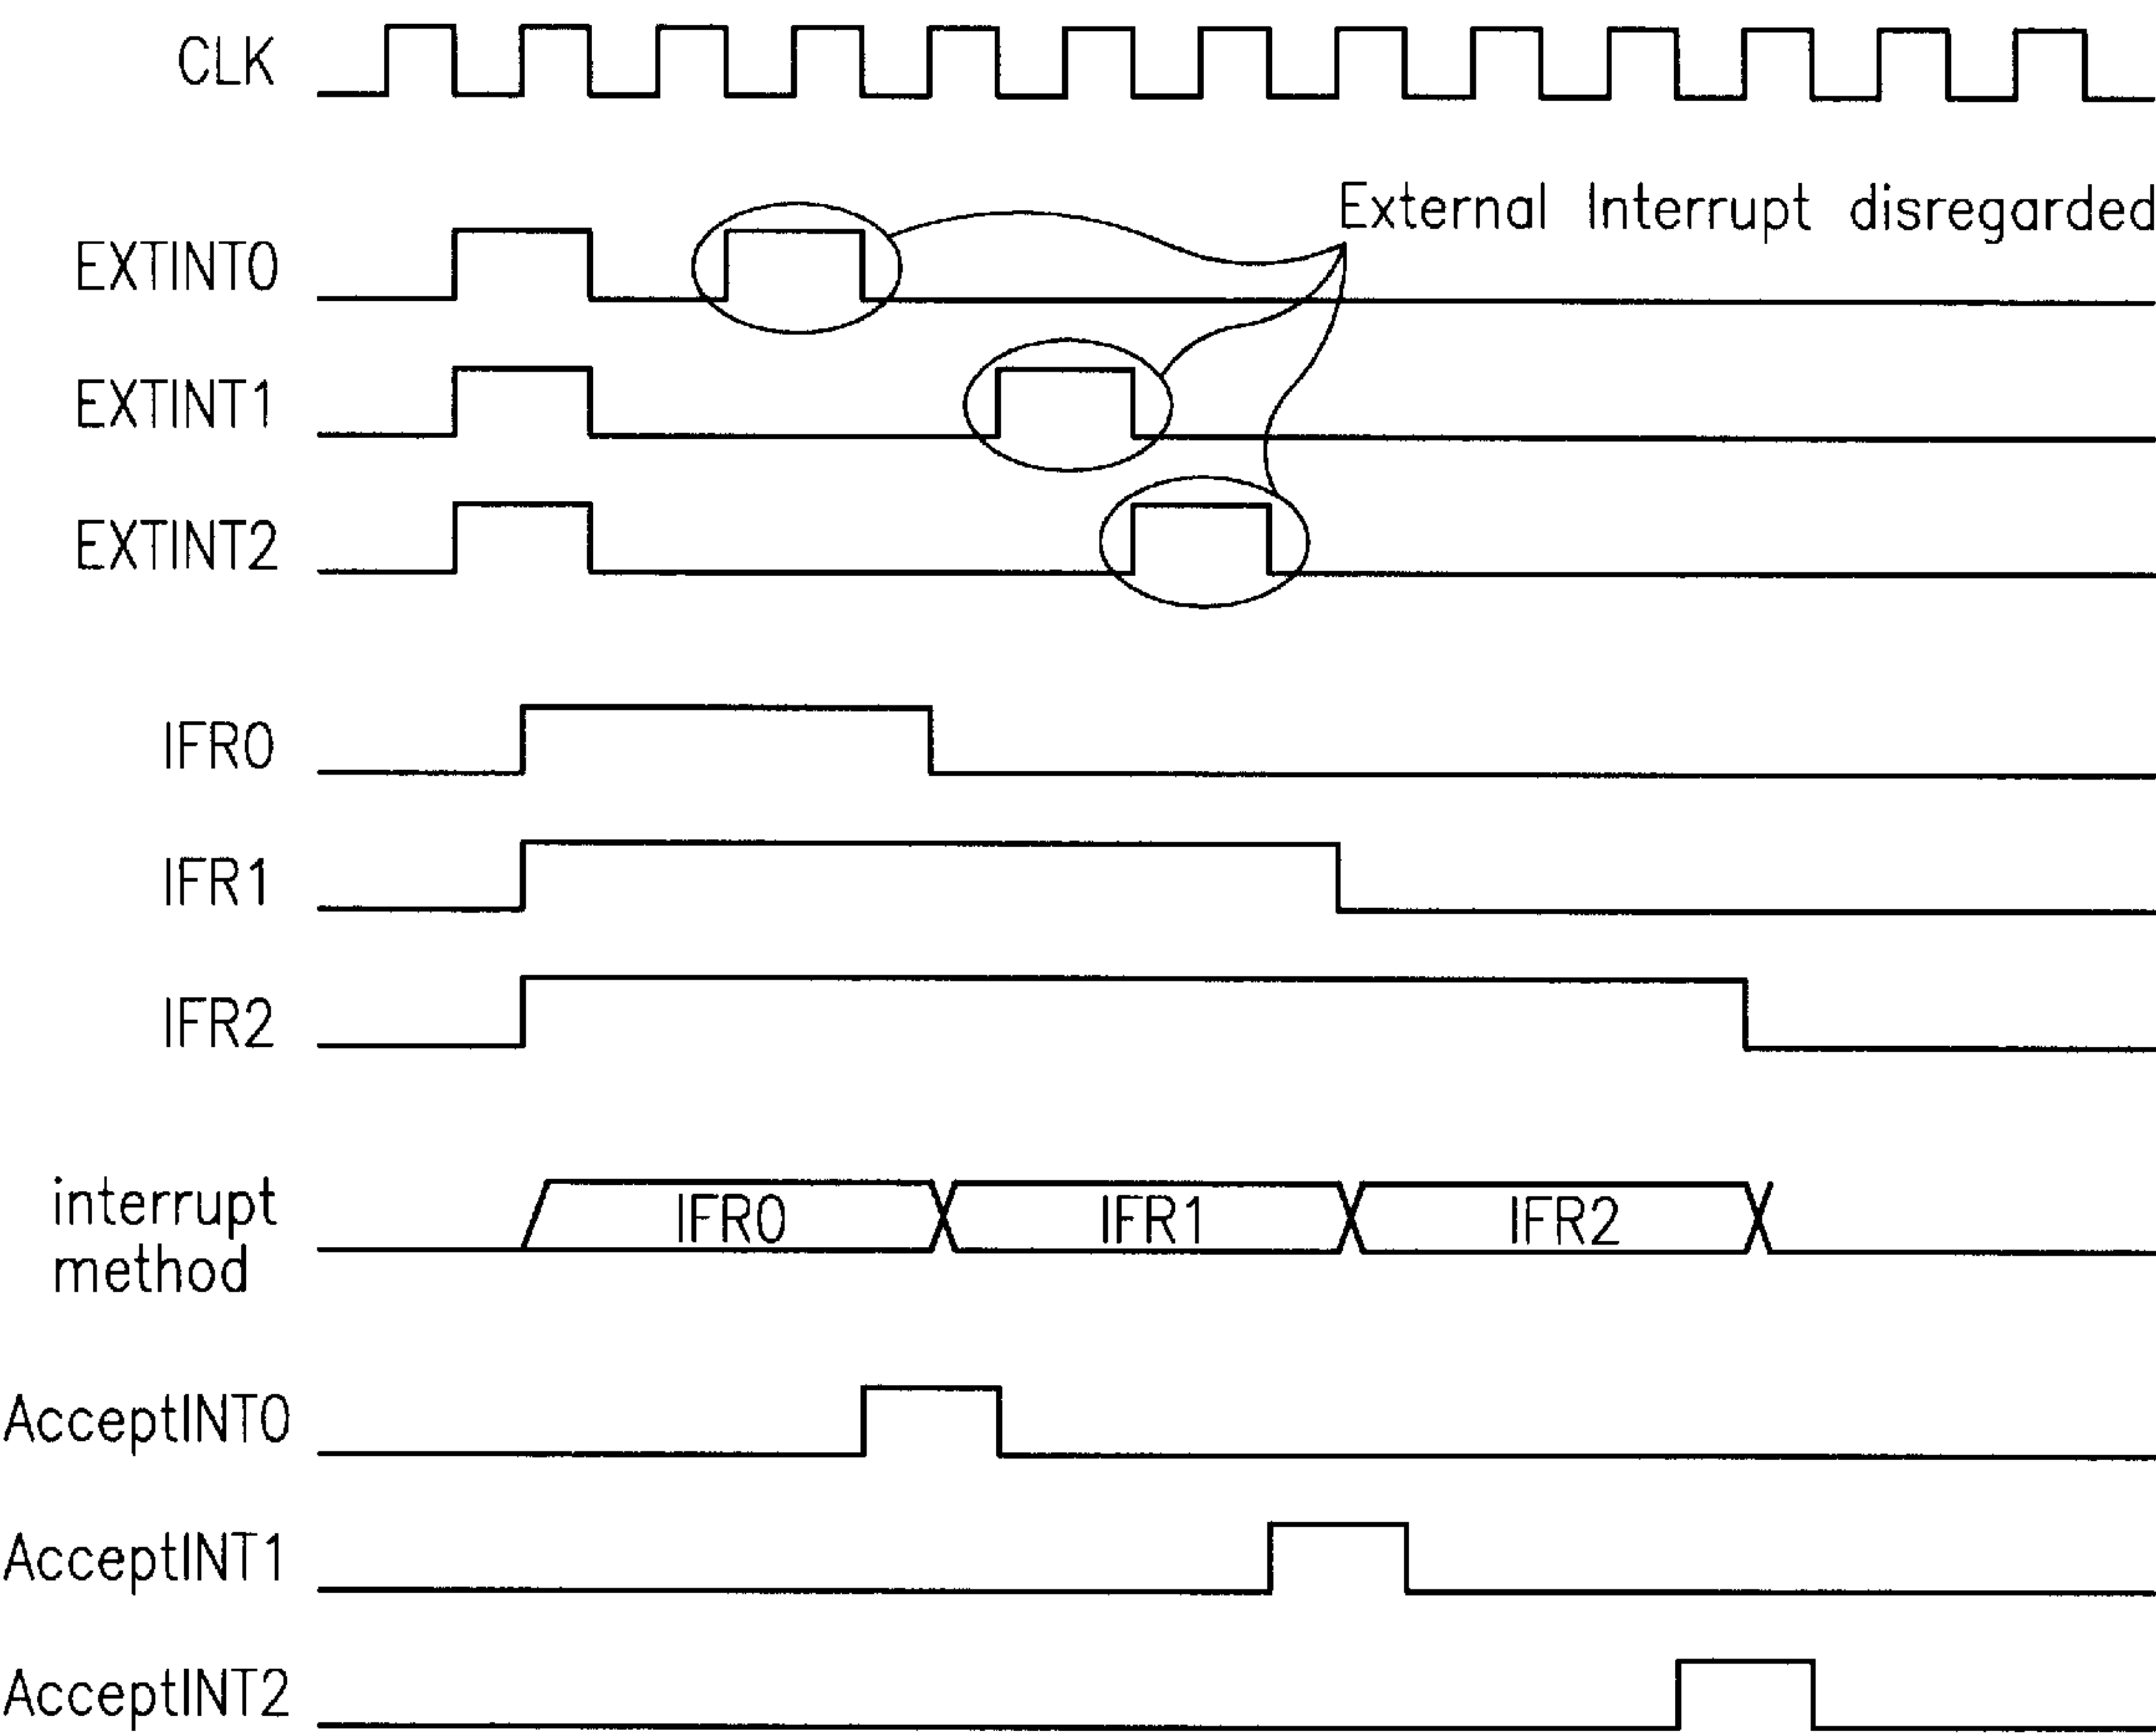 CLK
External Interrupt disregarded
EXTINT0
EXTINT1
EXTINT2
IFR0
IFR1
IFR2
interrupt
method
IFR0
IFR1
IFR2
AcceptINT0
AcceptINT1
AcceptINT2